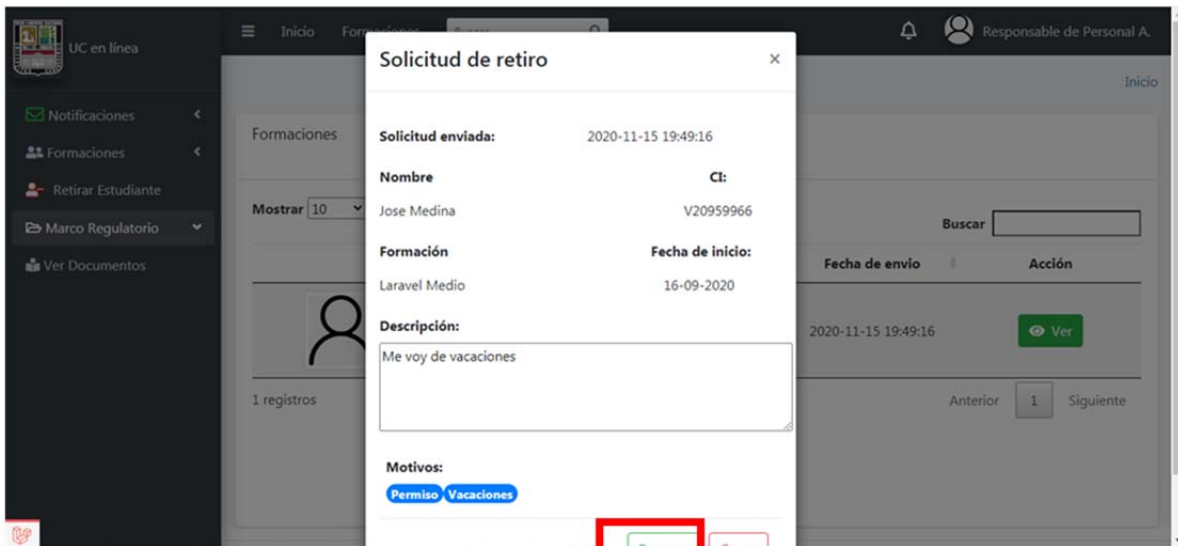 UC en línea
Inicio
Responsable de Personal A.
Inicio
Notificaciones
Formaciones
Retirar Estudiante
Marco Regulatorio
Ver Documentos
Formaciones
Mostrar 10
Buscar
Fecha de envio Acción
2020-11-15 19:49:16 Ver
1 registros
Anterior 1 Siguiente
Solicitud de retiro ×
Solicitud enviada: 2020-11-15 19:49:16
Nombre CI:
Jose Medina V20959966
Formación Fecha de inicio:
Laravel Medio 16-09-2020
Descripción:
Me voy de vacaciones
Motivos:
Permiso Vacaciones